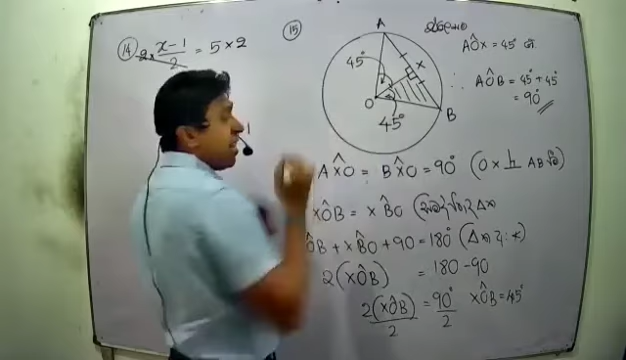 14 2 × x-1/2 = 5 × 2
15
A
AÔX = 45°
45°
X
∴ AÔB = 45° + 45°
= 90°
O
B
45°
AX̂O = BX̂O = 90° (OX ⊥ AB
XÔB = XB̂O
ÔB + XB̂O + 90 = 180°
2(XÔB) = 180 - 90
2(XÔB)/2 = 90°/2 XÔB = 45°